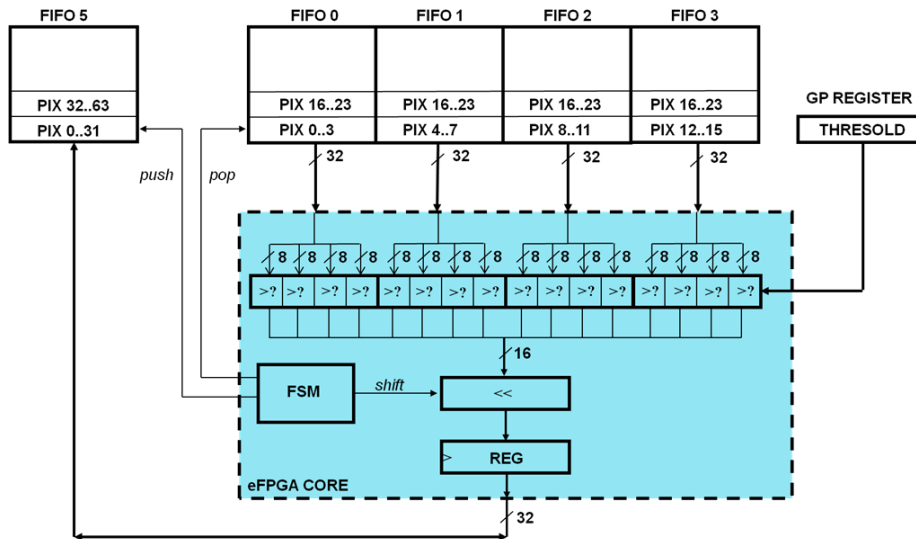 FIFO 5 FIFO 0 FIFO 1 FIFO 2 FIFO 3
PIX 32..63 PIX 16..23 PIX 16..23 PIX 16..23 PIX 16..23
GP REGISTER
PIX 0..31 PIX 0..3 PIX 4..7 PIX 8..11 PIX 12..15 THRESOLD
32 32 32 32
push pop
8 8 8 8 8 8 8 8 8 8 8 8 8 8 8 8
>? >? >? >? >? >? >? >? >? >? >? >? >? >? >? >?
16
FSM shift <<
> REG
eFPGA CORE
32